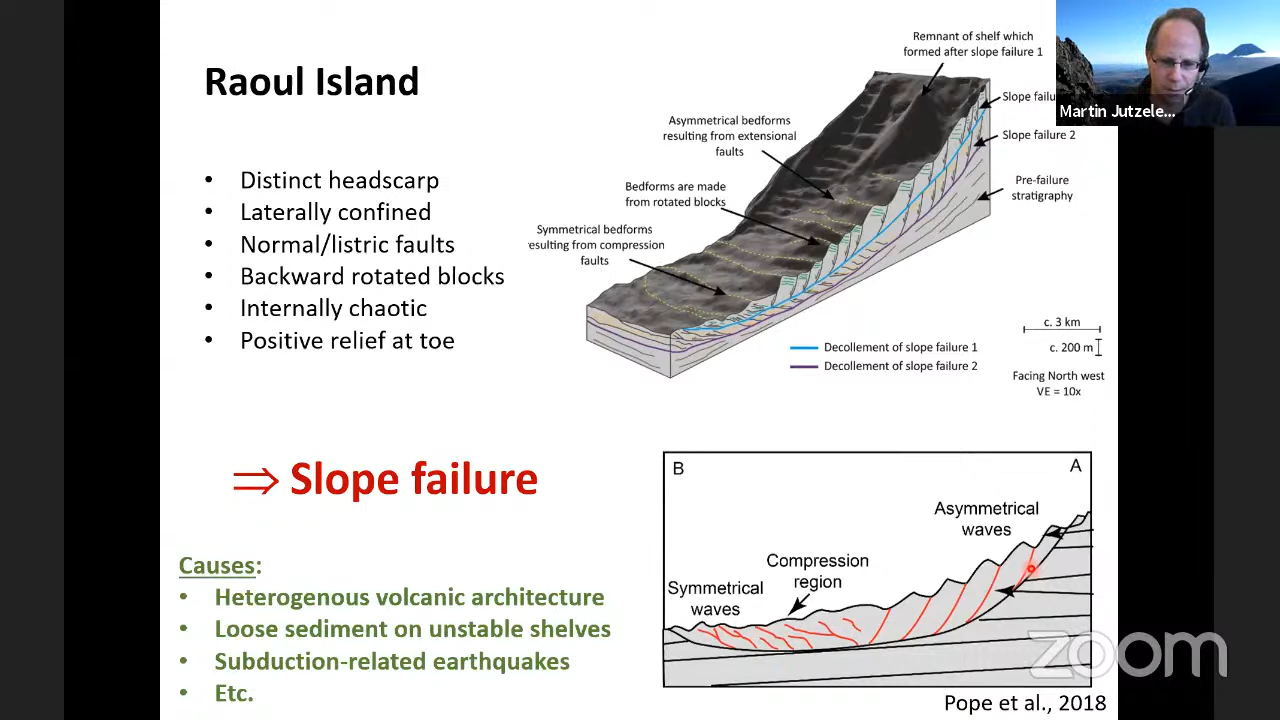 Raoul Island
• Distinct headscarp
• Laterally confined
• Normal/listric faults
• Backward rotated blocks
• Internally chaotic
• Positive relief at toe
⇒ Slope failure
Causes:
• Heterogenous volcanic architecture
• Loose sediment on unstable shelves
• Subduction-related earthquakes
• Etc.
Remnant of shelf which
formed after slope failure 1
Asymmetrical bedforms
resulting from extensional
faults
Bedforms are made
from rotated blocks
Symmetrical bedforms
resulting from compression
faults
Slope failu
Slope failure 2
Pre-failure
stratigraphy
Decollement of slope failure 1
Decollement of slope failure 2
c. 3 km
c. 200 m
Facing North west
VE = 10x
B
A
Asymmetrical
waves
Compression
region
Symmetrical
waves
Pope et al., 2018
Martin Jutzele...
zoom